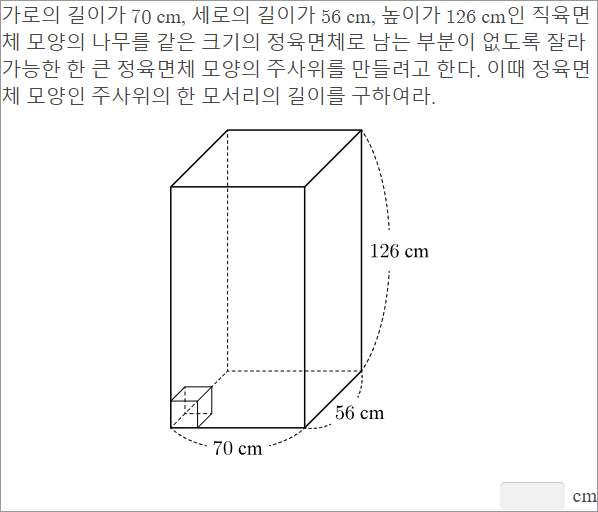 가로의 길이가 70 cm, 세로의 길이가 56 cm, 높이가 126 cm인 직육면
체 모양의 나무를 같은 크기의 정육면체로 남는 부분이 없도록 잘라
가능한 한 큰 정육면체 모양의 주사위를 만들려고 한다. 이때 정육면
체 모양인 주사위의 한 모서리의 길이를 구하여라.
126 cm
56 cm
70 cm
cm